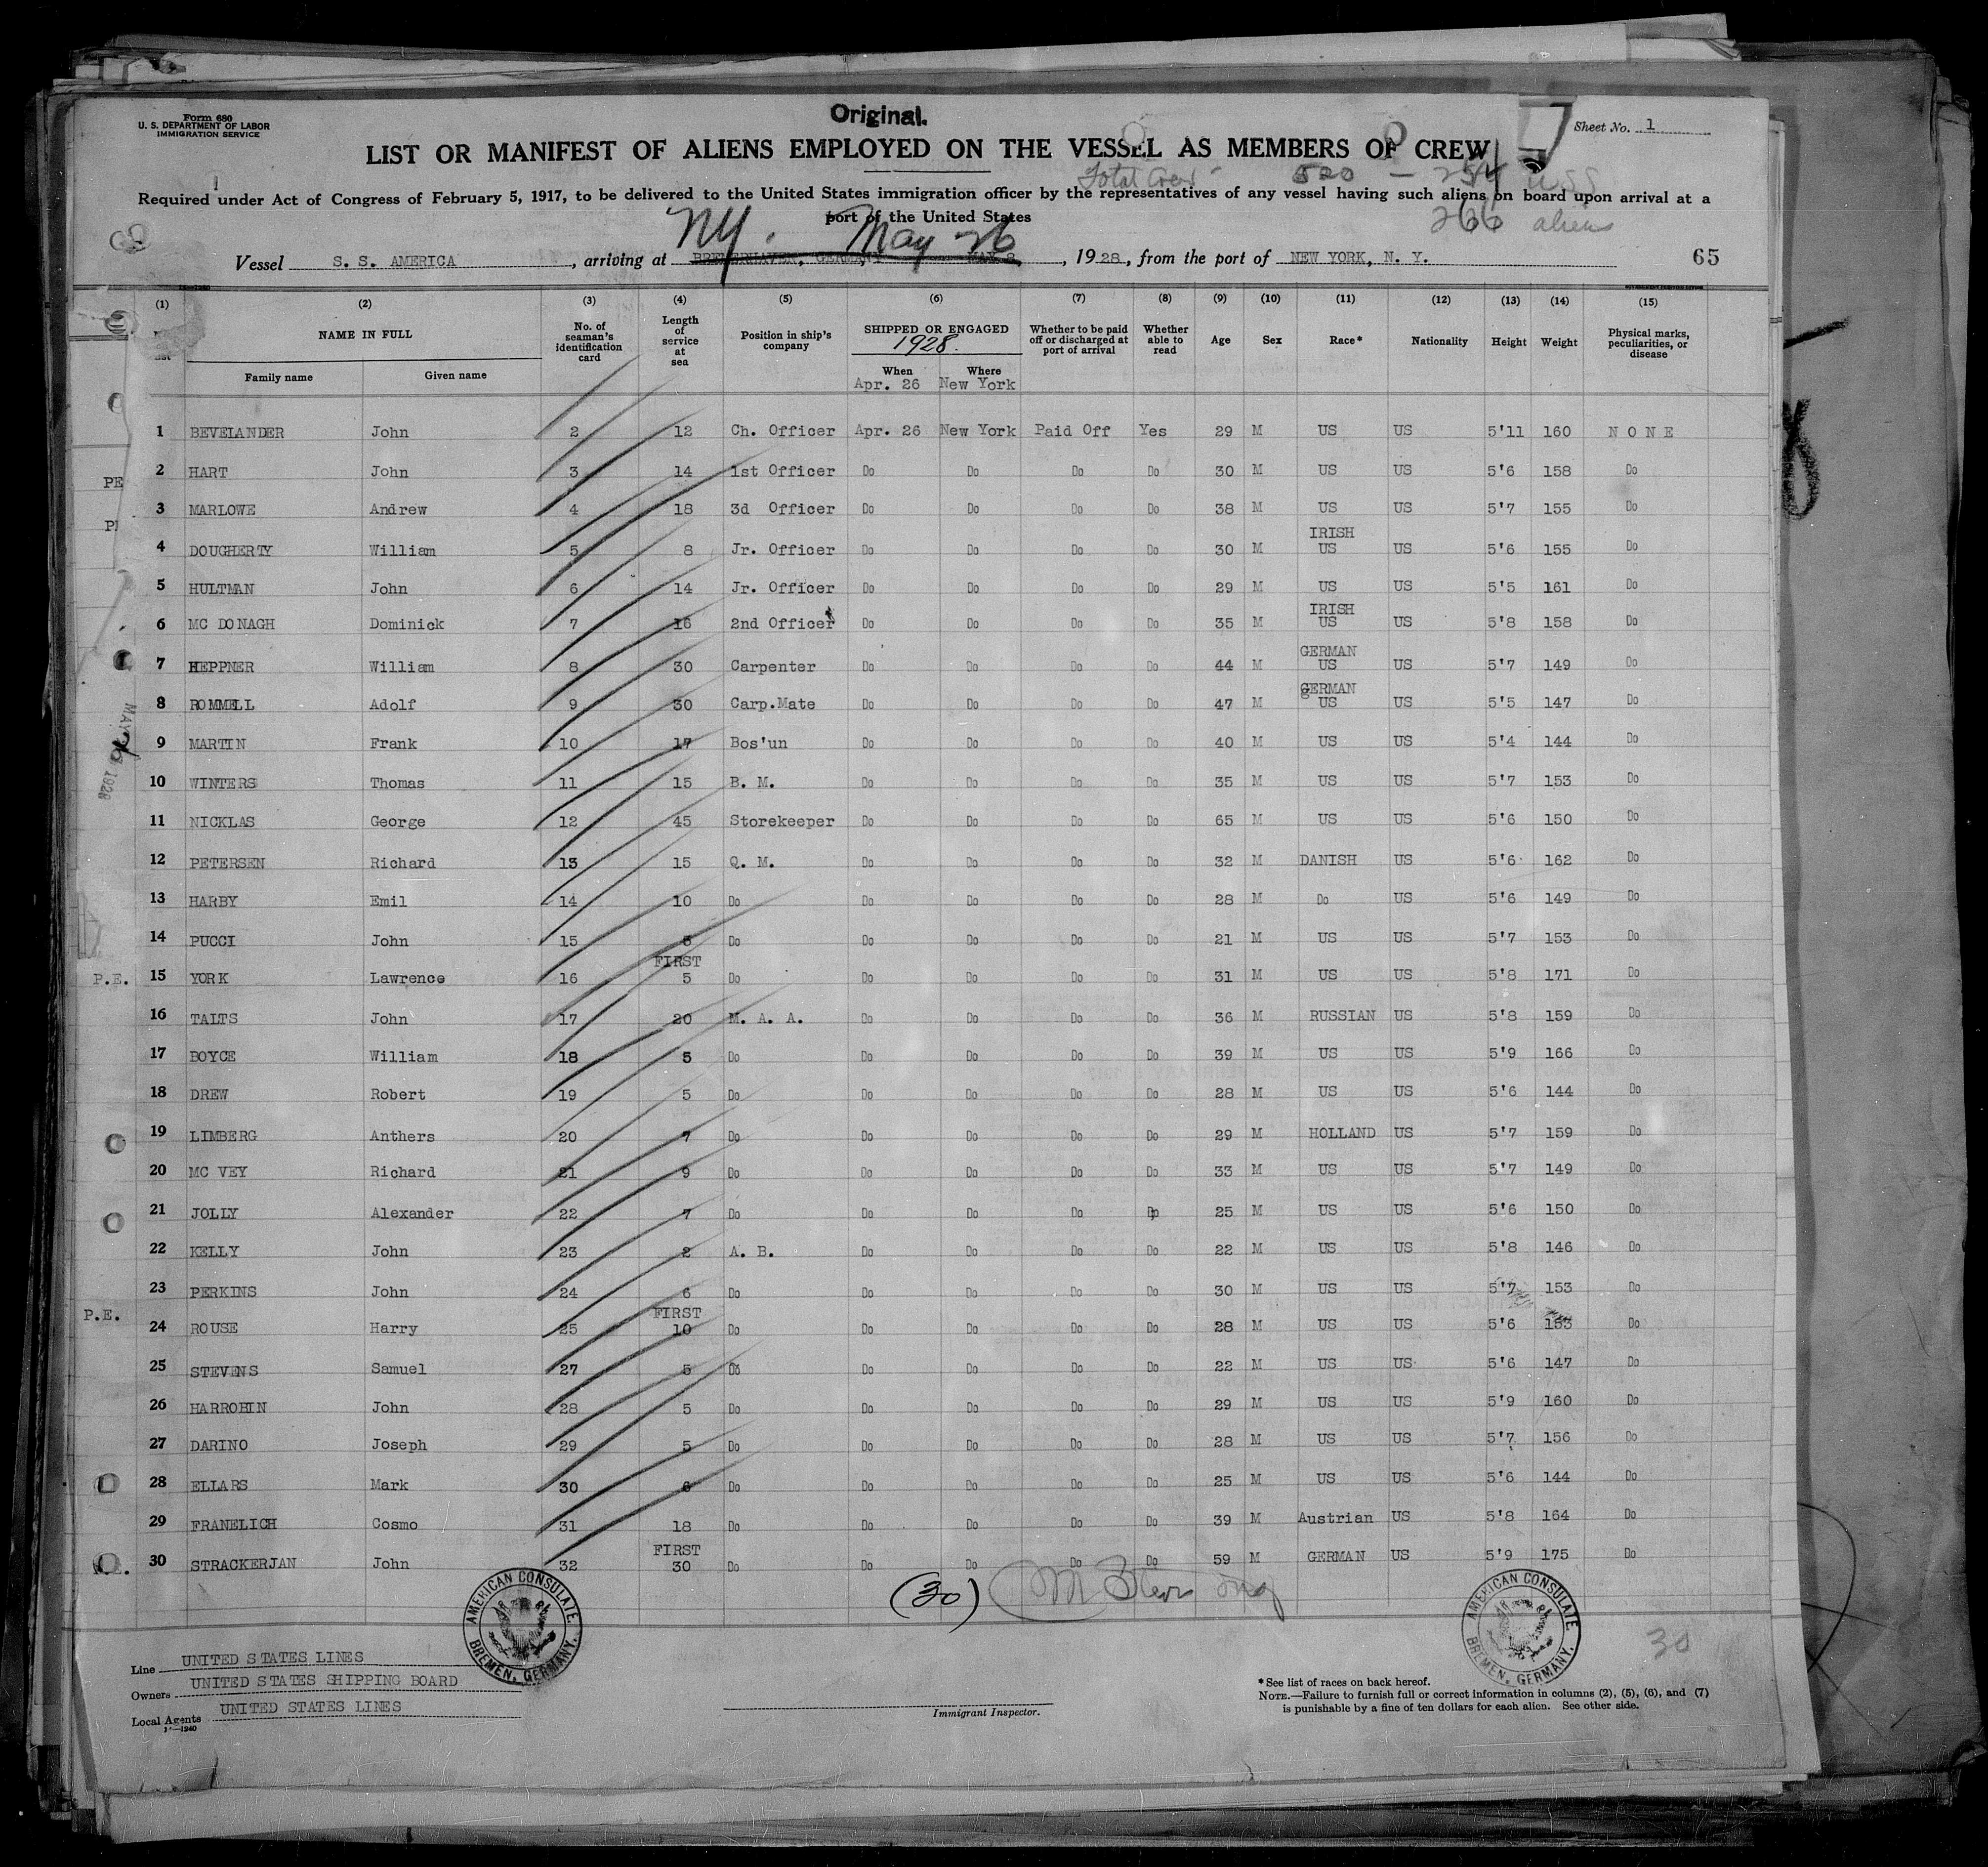 Form 680
U. S. DEPARTMENT OF LABOR
IMMIGRATION SERVICE
Original.
Sheet No. 1
LIST OR MANIFEST OF ALIENS EMPLOYED ON THE VESSEL AS MEMBERS OF CREW
Total Crew 520 – 254 USS
Required under Act of Congress of February 5, 1917, to be delivered to the United States immigration officer by the representatives of any vessel having such aliens on board upon arrival at a
port of the United States
266 aliens
NY. May 26
Vessel S. S. AMERICA, arriving at BREMERHAVEN, GERMANY MAY 8, 1928, from the port of NEW YORK, N. Y. 65
(1) (2) (3) (4) (5) (6) (7) (8) (9) (10) (11) (12) (13) (14) (15)
NAME IN FULL No. of seaman's identification card Length of service at sea Position in ship's company SHIPPED OR ENGAGED 1928. Whether to be paid off or discharged at port of arrival Whether able to read Age Sex Race* Nationality Height Weight Physical marks, peculiarities, or disease
Family name Given name When Where
Apr. 26 New York
1 BEVELANDER John 2 12 Ch. Officer Apr. 26 New York Paid Off Yes 29 M US US 5'11 160 NONE
2 HART John 3 14 1st Officer Do Do Do Do 30 M US US 5'6 158 Do
3 MARLOWE Andrew 4 18 3d Officer Do Do Do Do 38 M US US 5'7 155 Do
IRISH
4 DOUGHERTY William 5 8 Jr. Officer Do Do Do Do 30 M US US 5'6 155 Do
5 HULTMAN John 6 14 Jr. Officer Do Do Do Do 29 M US US 5'5 161 Do
IRISH
6 MC DONAGH Dominick 7 16 2nd Officer Do Do Do Do 35 M US US 5'8 158 Do
GERMAN
7 HEPPNER William 8 30 Carpenter Do Do Do Do 44 M US US 5'7 149 Do
GERMAN
8 ROMMELL Adolf 9 30 Carp.Mate Do Do Do Do 47 M US US 5'5 147 Do
9 MARTIN Frank 10 17 Bos'un Do Do Do Do 40 M US US 5'4 144 Do
10 WINTERS Thomas 11 15 B. M. Do Do Do Do 35 M US US 5'7 153 Do
11 NICKLAS George 12 45 Storekeeper Do Do Do Do 65 M US US 5'6 150 Do
12 PETERSEN Richard 13 15 Q. M. Do Do Do Do 32 M DANISH US 5'6 162 Do
13 HARBY Emil 14 10 Do Do Do Do Do 28 M Do US 5'6 149 Do
14 PUCCI John 15 3 Do Do Do Do Do 21 M US US 5'7 153 Do
FIRST
P.E. 15 YORK Lawrence 16 5 Do Do Do Do Do 31 M US US 5'8 171 Do
16 TALTS John 17 20 M. A. A. Do Do Do Do 36 M RUSSIAN US 5'8 159 Do
17 BOYCE William 18 5 Do Do Do Do Do 39 M US US 5'9 166 Do
18 DREW Robert 19 5 Do Do Do Do Do 28 M US US 5'6 144 Do
19 LIMBERG Anthers 20 7 Do Do Do Do Do 29 M HOLLAND US 5'7 159 Do
20 MC VEY Richard 21 9 Do Do Do Do Do 33 M US US 5'7 149 Do
21 JOLLY Alexander 22 7 Do Do Do Do Do 25 M US US 5'6 150 Do
22 KELLY John 23 2 A. B. Do Do Do Do 22 M US US 5'8 146 Do
23 PERKINS John 24 6 Do Do Do Do Do 30 M US US 5'7 153 Do
FIRST
P.E. 24 ROUSE Harry 25 10 Do Do Do Do Do 28 M US US 5'6 153 Do
25 STEVENS Samuel 27 5 Do Do Do Do Do 22 M US US 5'6 147 Do
26 HARROHIN John 28 5 Do Do Do Do Do 29 M US US 5'9 160 Do
27 DARINO Joseph 29 5 Do Do Do Do Do 28 M US US 5'7 156 Do
28 ELLARS Mark 30 6 Do Do Do Do Do 25 M US US 5'6 144 Do
29 FRANELICH Cosmo 31 18 Do Do Do Do Do 39 M Austrian US 5'8 164 Do
FIRST
30 STRACKERJAN John 32 30 Do Do Do Do Do 59 M GERMAN US 5'9 175 Do
(30)
AMERICAN CONSULATE BREMEN, GERMANY.
AMERICAN CONSULATE BREMEN, GERMANY.
30
Line UNITED STATES LINES
Owners UNITED STATES SHIPPING BOARD
Local Agents UNITED STATES LINES
Immigrant Inspector.
*See list of races on back hereof.
NOTE.—Failure to furnish full or correct information in columns (2), (5), (6), and (7)
is punishable by a fine of ten dollars for each alien. See other side.